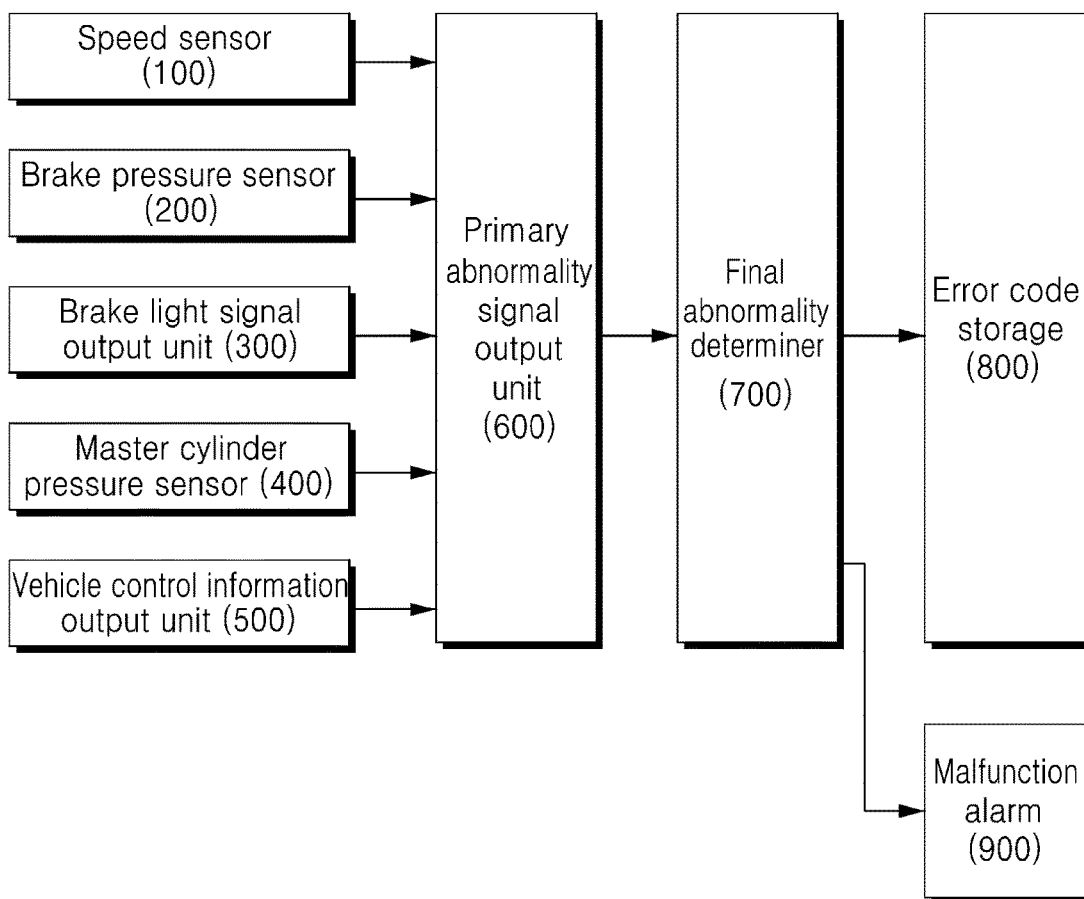 Speed sensor
(100)
Brake pressure sensor
(200)
Brake light signal
output unit (300)
Master cylinder
pressure sensor (400)
Vehicle control information
output unit (500)
Primary
abnormality
signal
output
unit
(600)
Final
abnormality
determiner
(700)
Error code
storage
(800)
Malfunction
alarm
(900)